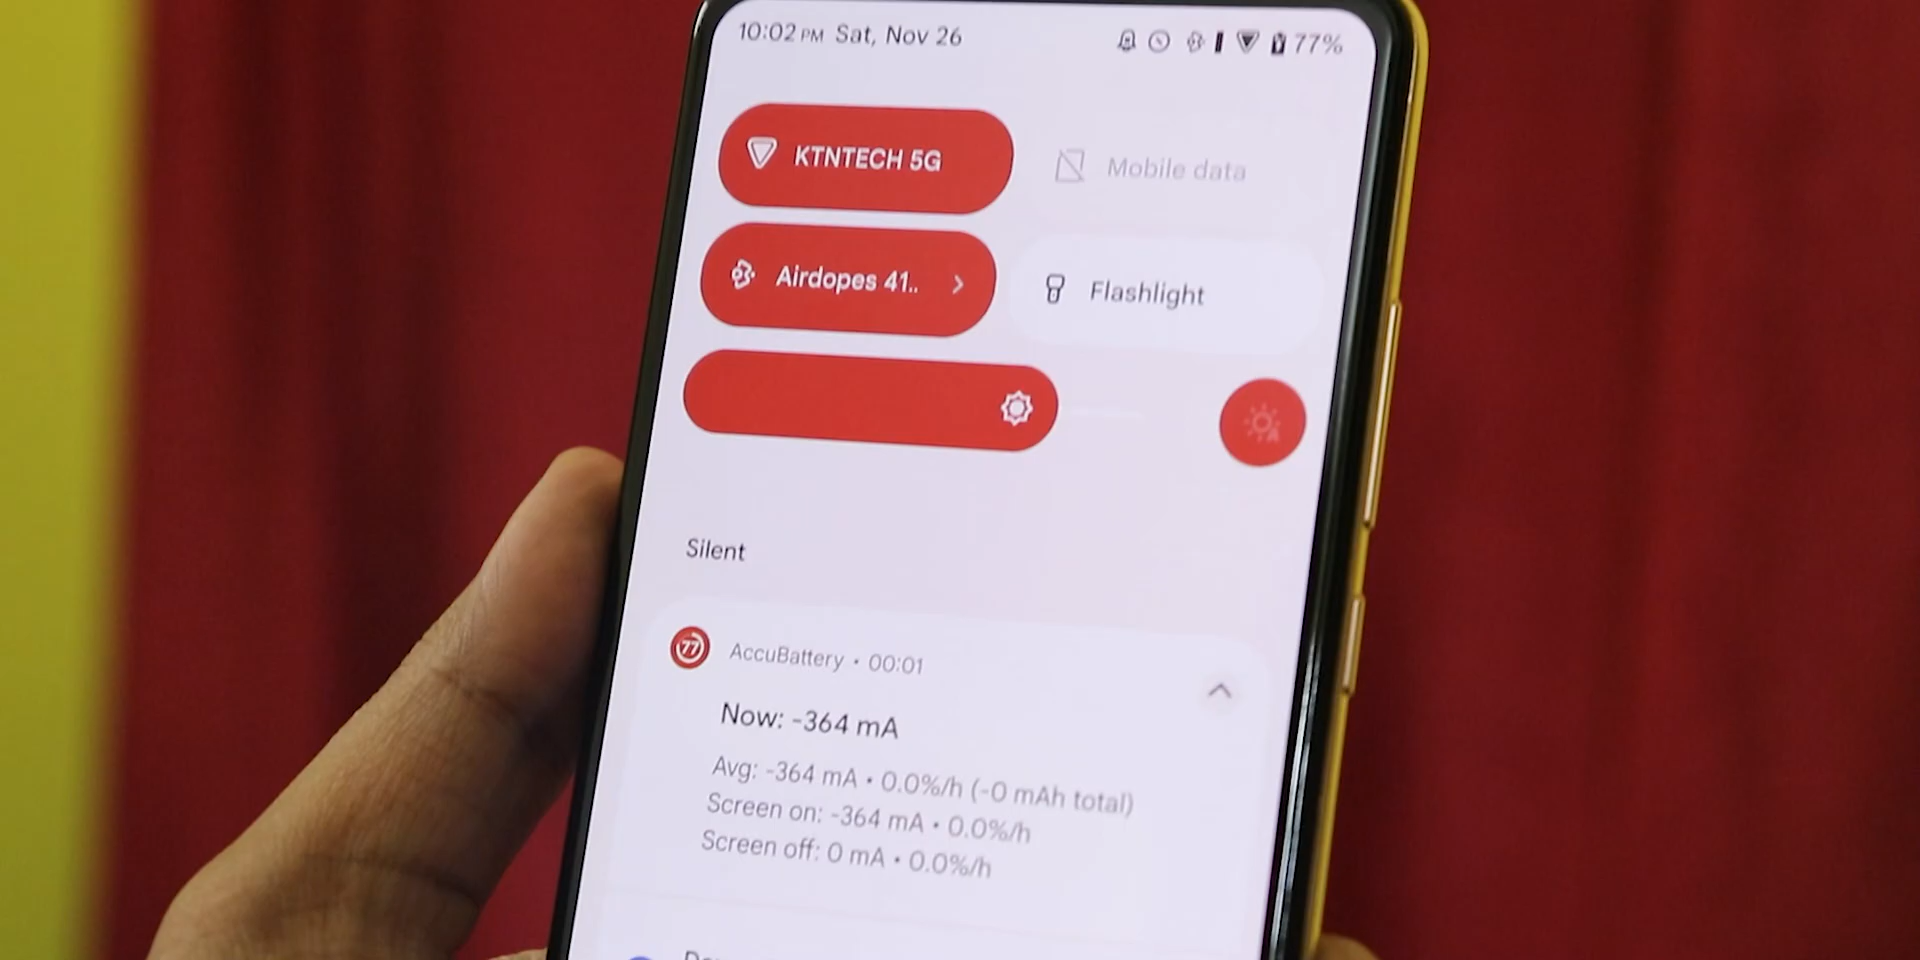 10:02 PM Sat, Nov 26 77%
KTNTECH 5G Mobile data
Airdopes 41.. Flashlight
Silent
77 AccuBattery • 00:01
Now: -364 mA
Avg: -364 mA • 0.0%/h (-0 mAh total)
Screen on: -364 mA • 0.0%/h
Screen off: 0 mA • 0.0%/h